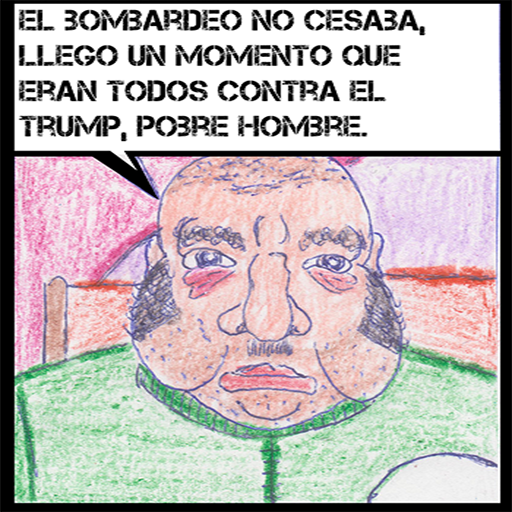 EL BOMBARDEO NO CESABA,
LLEGO UN MOMENTO QUE
ERAN TODOS CONTRA EL
TRUMP, POBRE HOMBRE.